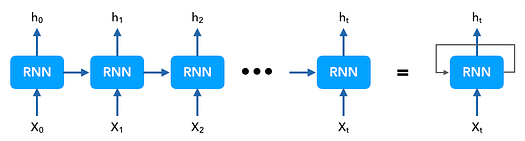 h₀ h₁ h₂ hₜ hₜ
RNN RNN RNN ••• RNN = RNN
X₀ X₁ X₂ Xₜ Xₜ